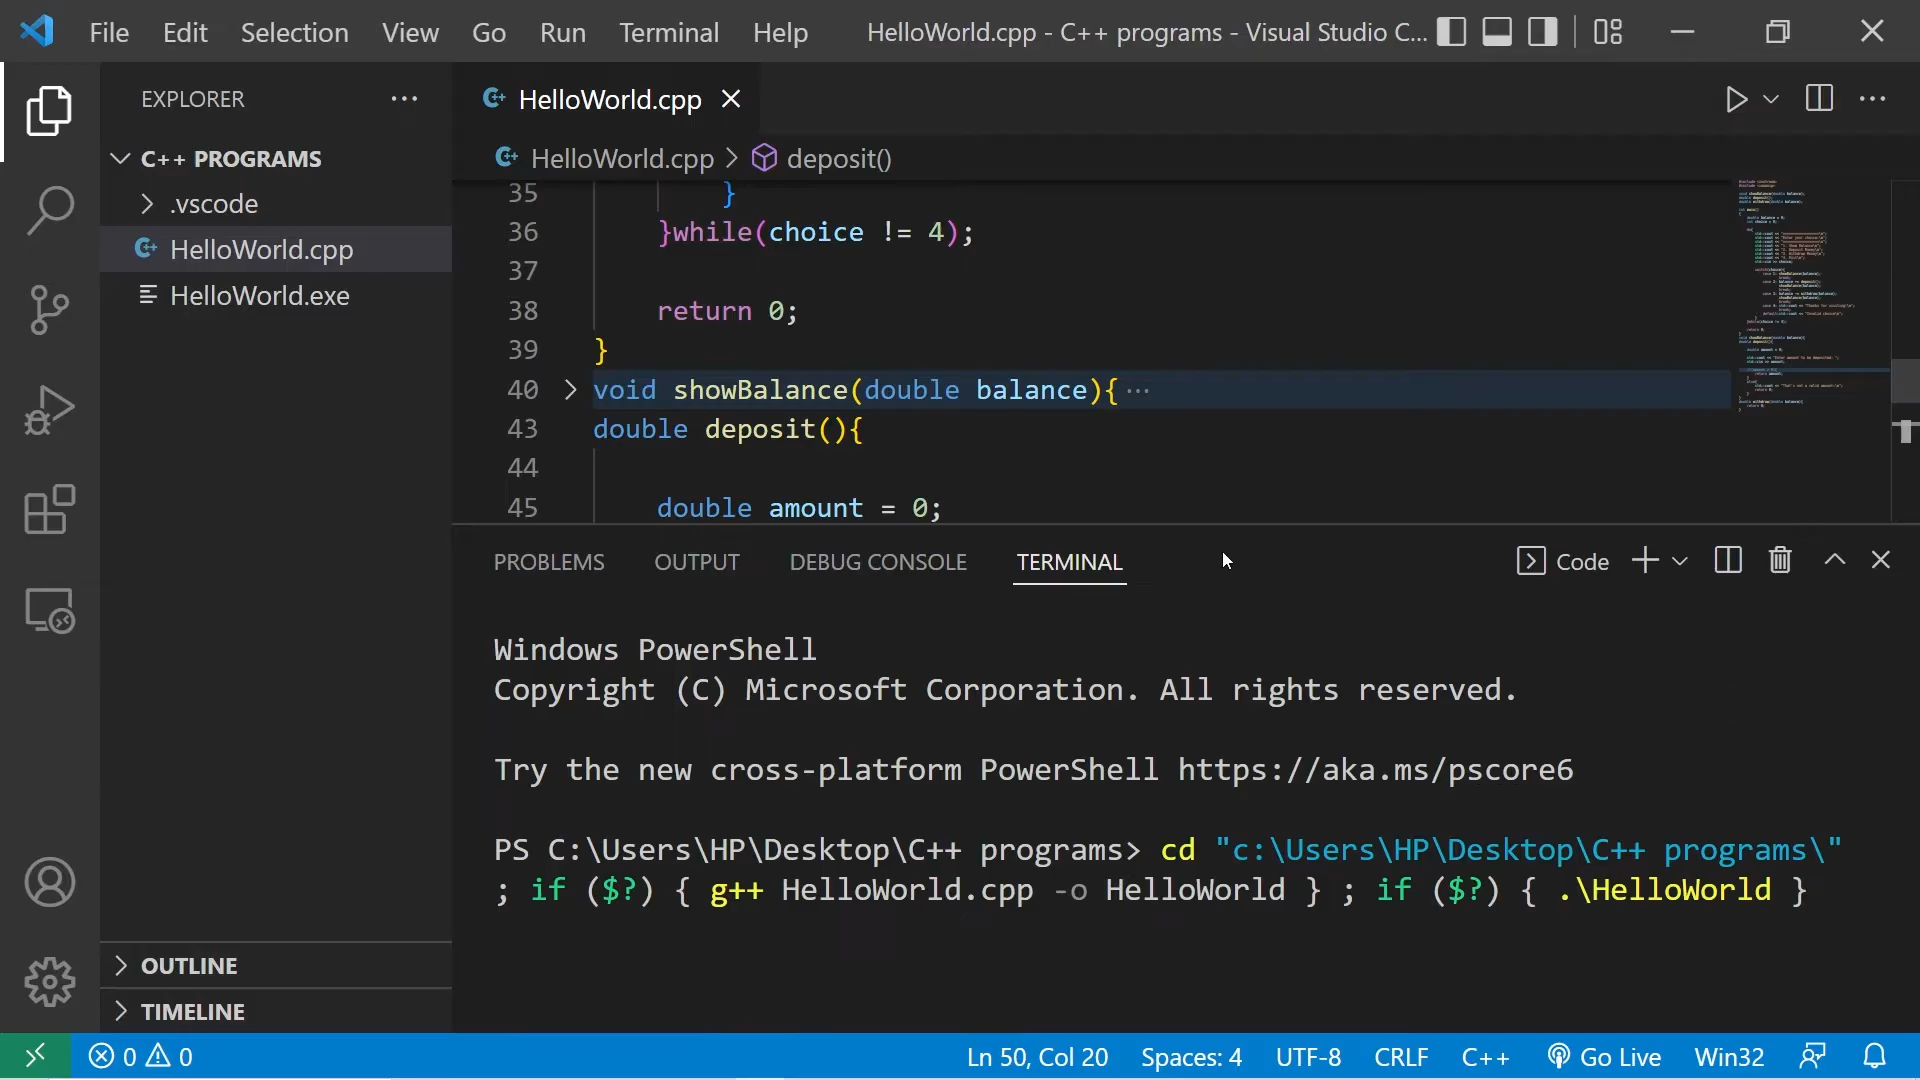 File Edit Selection View Go Run Terminal Help HelloWorld.cpp - C++ programs - Visual Studio C...
EXPLORER
C++ PROGRAMS
.vscode
HelloWorld.cpp
HelloWorld.exe
OUTLINE
TIMELINE
HelloWorld.cpp
HelloWorld.cpp > deposit()
35 }
36 }while(choice != 4);
37
38 return 0;
39 }
40 void showBalance(double balance){ ...
43 double deposit(){
44
45 double amount = 0;
PROBLEMS OUTPUT DEBUG CONSOLE TERMINAL Code
Windows PowerShell
Copyright (C) Microsoft Corporation. All rights reserved.
Try the new cross-platform PowerShell https://aka.ms/pscore6
PS C:\Users\HP\Desktop\C++ programs> cd "c:\Users\HP\Desktop\C++ programs\"
; if ($?) { g++ HelloWorld.cpp -o HelloWorld } ; if ($?) { .\HelloWorld }
0 0 Ln 50, Col 20 Spaces: 4 UTF-8 CRLF C++ Go Live Win32